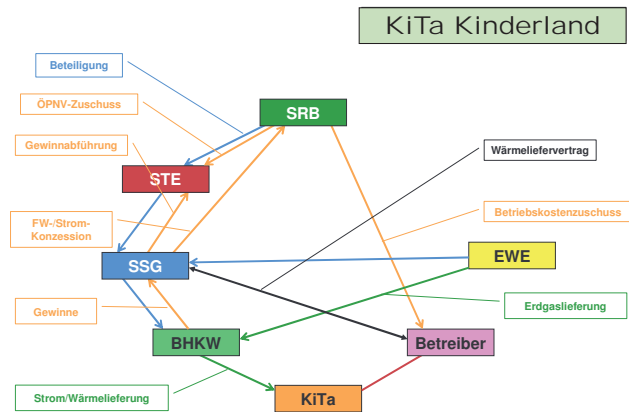 KiTa Kinderland
Beteiligung
ÖPNV-Zuschuss
SRB
Gewinnabführung
Wärmeliefervertrag
STE
FW-/Strom-
Konzession
Betriebskostenzuschuss
EWE
SSG
Gewinne
Erdgaslieferung
BHKW
Betreiber
Strom/Wärmelieferung
KiTa